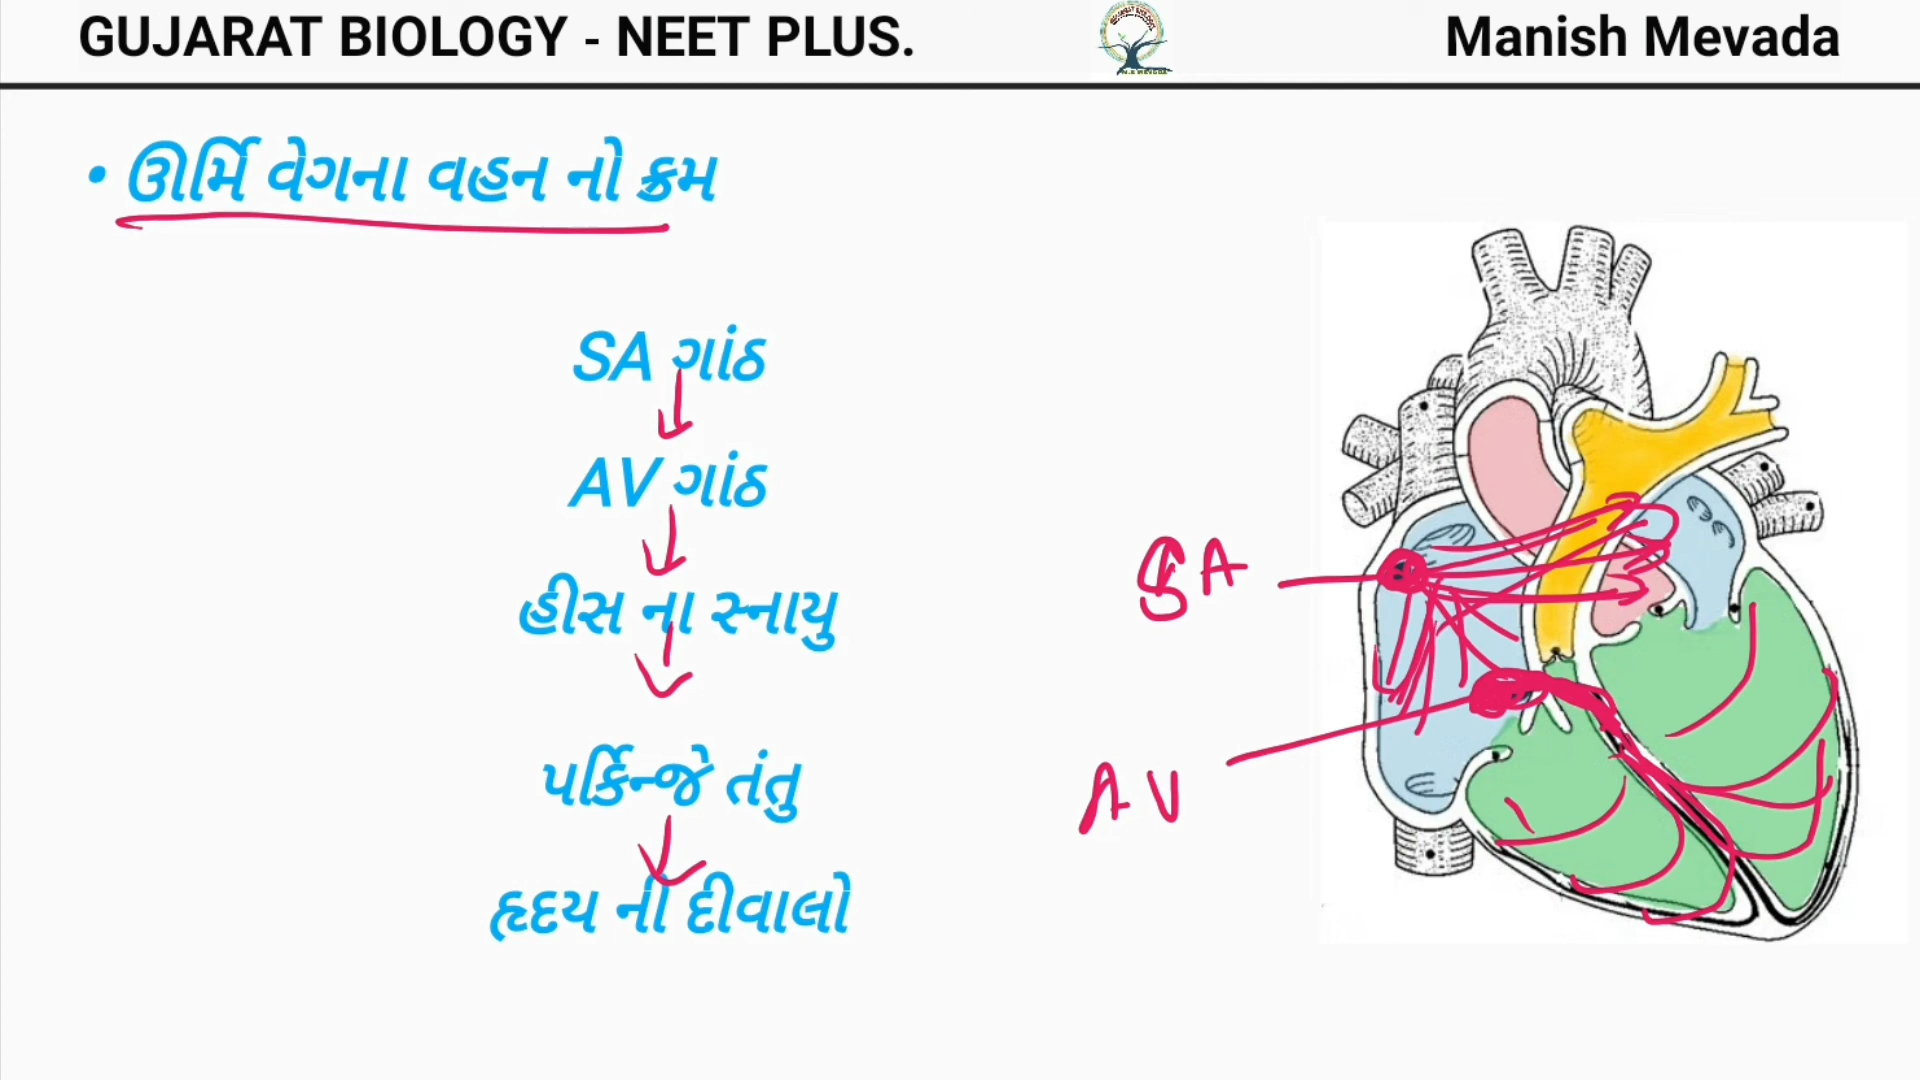 GUJARAT BIOLOGY - NEET PLUS.
Manish Mevada
• ઊર્મિ વેગના વહન નો ક્રમ
SA ગાંઠ
AV ગાંઠ
હીસ ના સ્નાયુ
પર્કિન્જે તંતુ
હૃદય ની દીવાલો
SA
AV